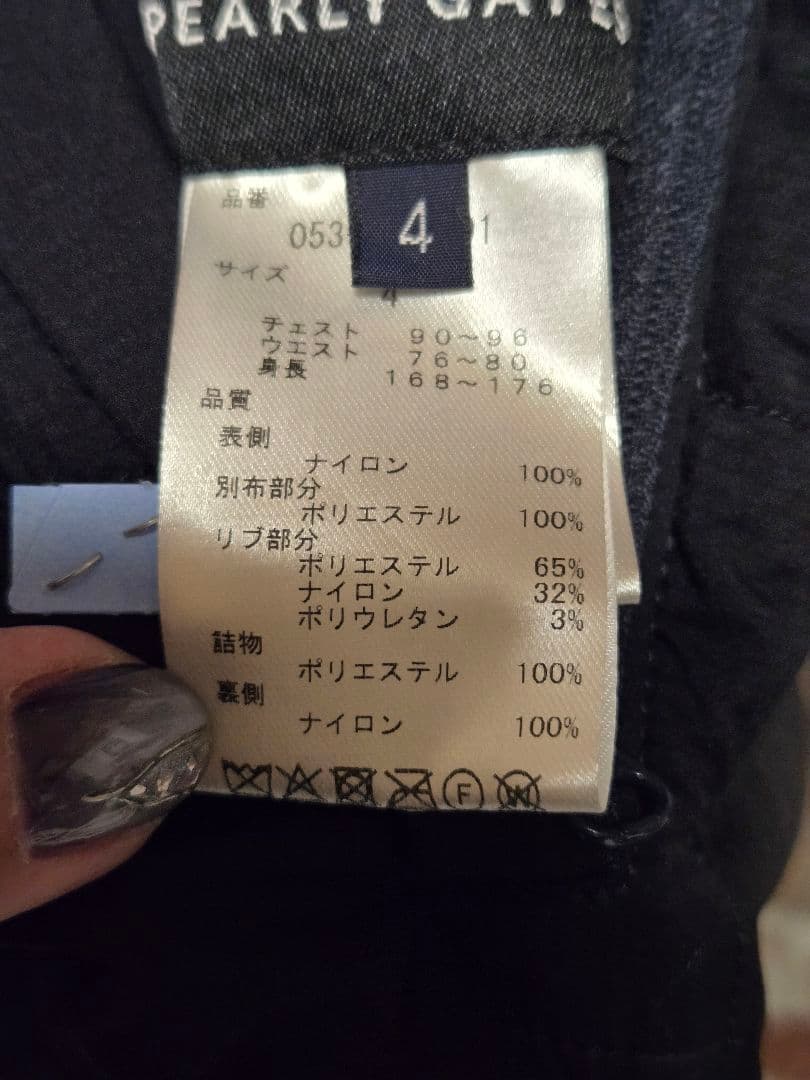 PEARLY GATES
4
品番
053 1
サイズ
4
チェスト 90~96
ウエスト 76~80
身長 168~176
品質
表側
ナイロン 100%
別布部分
ポリエステル 100%
リブ部分
ポリエステル 65%
ナイロン 32%
ポリウレタン 3%
詰物
ポリエステル 100%
裏側
ナイロン 100%
F W